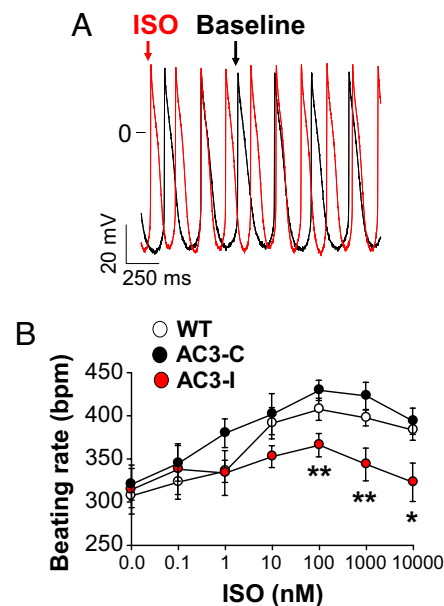 A
ISO Baseline
0
20 mV
250 ms
B
WT
AC3-C
AC3-I
Beating rate (bpm)
450
400
350
300
250
** ** *
0.0 0.1 1 10 100 1000 10000
ISO (nM)